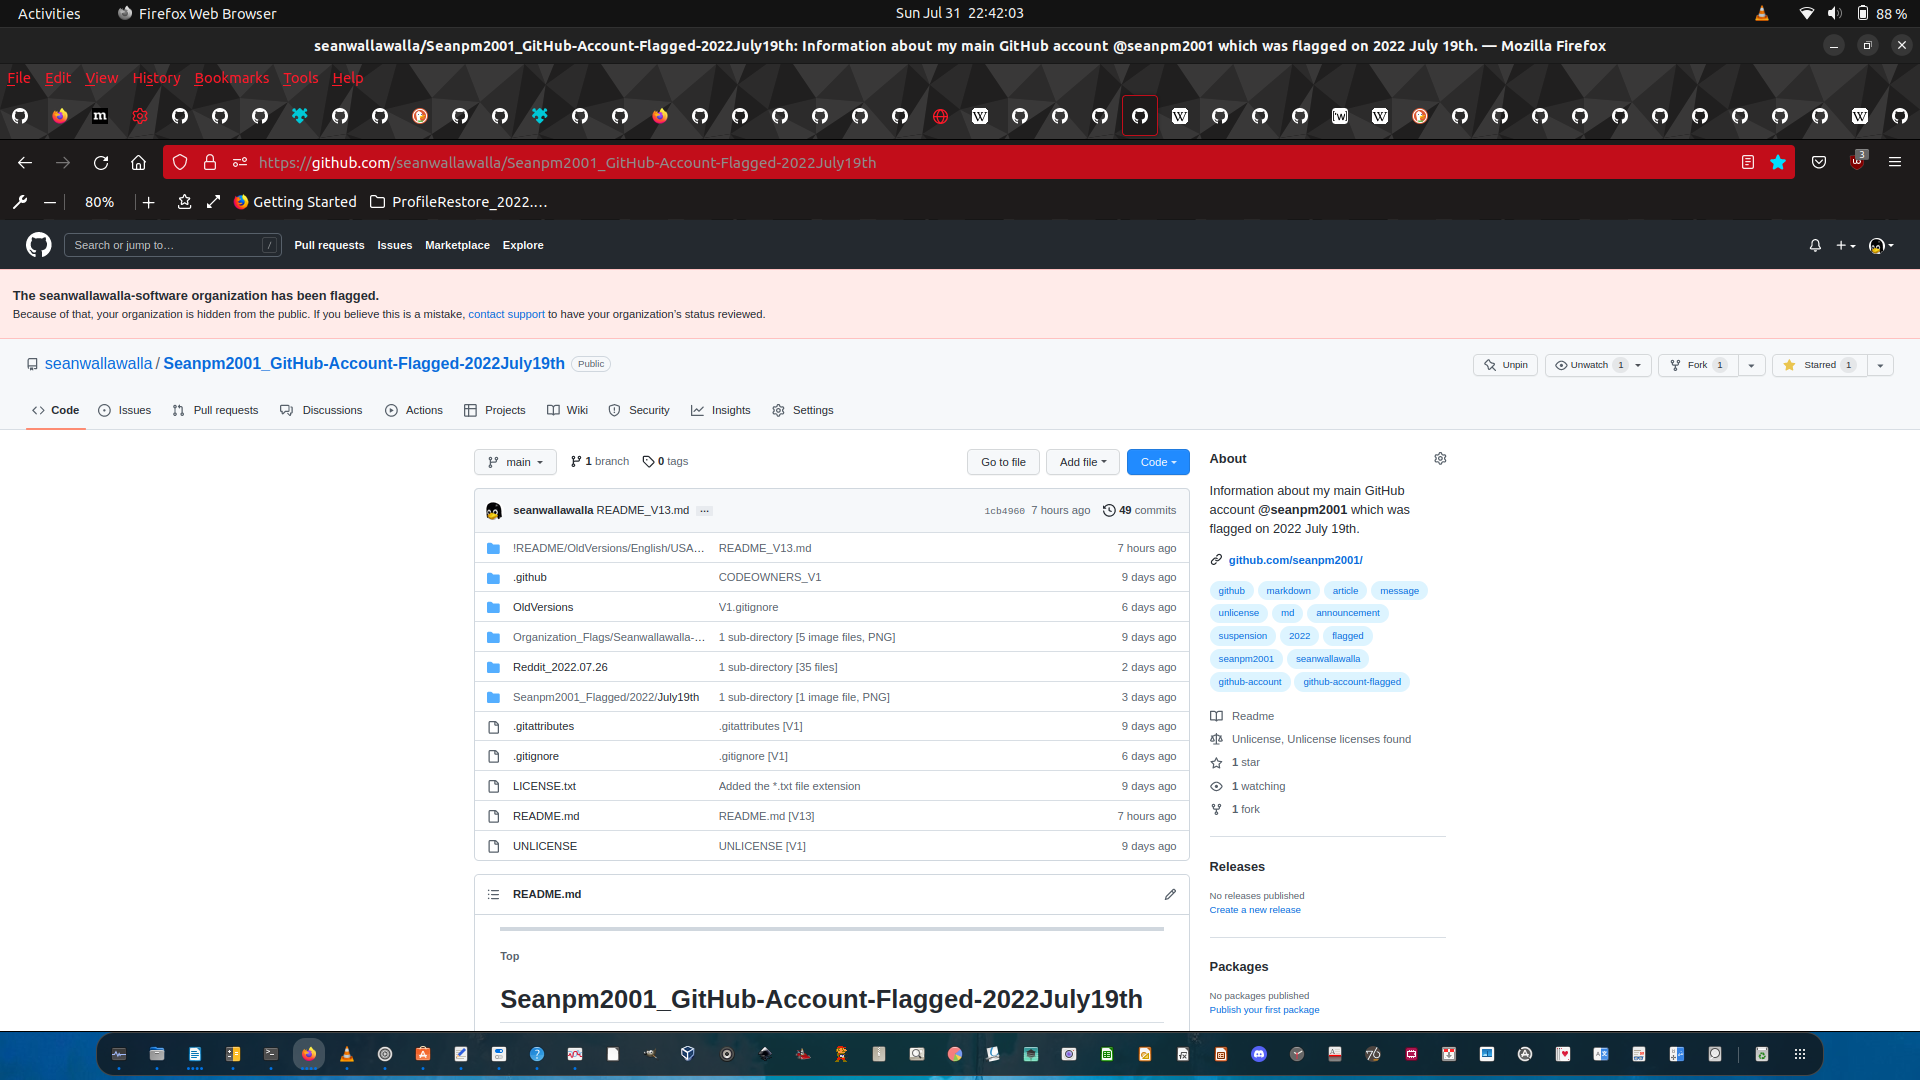 Activities Firefox Web Browser Sun Jul 31 22:42:03 88 %
seanwallawalla/Seanpm2001_GitHub-Account-Flagged-2022July19th: Information about my main GitHub account @seanpm2001 which was flagged on 2022 July 19th. — Mozilla Firefox
File Edit View History Bookmarks Tools Help
https://github.com/seanwallawalla/Seanpm2001_GitHub-Account-Flagged-2022July19th 3
80% Getting Started ProfileRestore_2022....
Search or jump to... / Pull requests Issues Marketplace Explore
The seanwallawalla-software organization has been flagged.
Because of that, your organization is hidden from the public. If you believe this is a mistake, contact support to have your organization's status reviewed.
seanwallawalla / Seanpm2001_GitHub-Account-Flagged-2022July19th Public Unpin Unwatch 1 Fork 1 Starred 1
Code Issues Pull requests Discussions Actions Projects Wiki Security Insights Settings
main 1 branch 0 tags Go to file Add file Code
seanwallawalla README_V13.md ... 1cb4960 7 hours ago 49 commits
!README/OldVersions/English/USA... README_V13.md 7 hours ago
.github CODEOWNERS_V1 9 days ago
OldVersions V1.gitignore 6 days ago
Organization_Flags/Seanwallawalla-... 1 sub-directory [5 image files, PNG] 9 days ago
Reddit_2022.07.26 1 sub-directory [35 files] 2 days ago
Seanpm2001_Flagged/2022/July19th 1 sub-directory [1 image file, PNG] 3 days ago
.gitattributes .gitattributes [V1] 9 days ago
.gitignore .gitignore [V1] 6 days ago
LICENSE.txt Added the *.txt file extension 9 days ago
README.md README.md [V13] 7 hours ago
UNLICENSE UNLICENSE [V1] 9 days ago
README.md
Top
Seanpm2001_GitHub-Account-Flagged-2022July19th
About
Information about my main GitHub
account @seanpm2001 which was
flagged on 2022 July 19th.
github.com/seanpm2001/
github markdown article message
unlicense md announcement
suspension 2022 flagged
seanpm2001 seanwallawalla
github-account github-account-flagged
Readme
Unlicense, Unlicense licenses found
1 star
1 watching
1 fork
Releases
No releases published
Create a new release
Packages
No packages published
Publish your first package